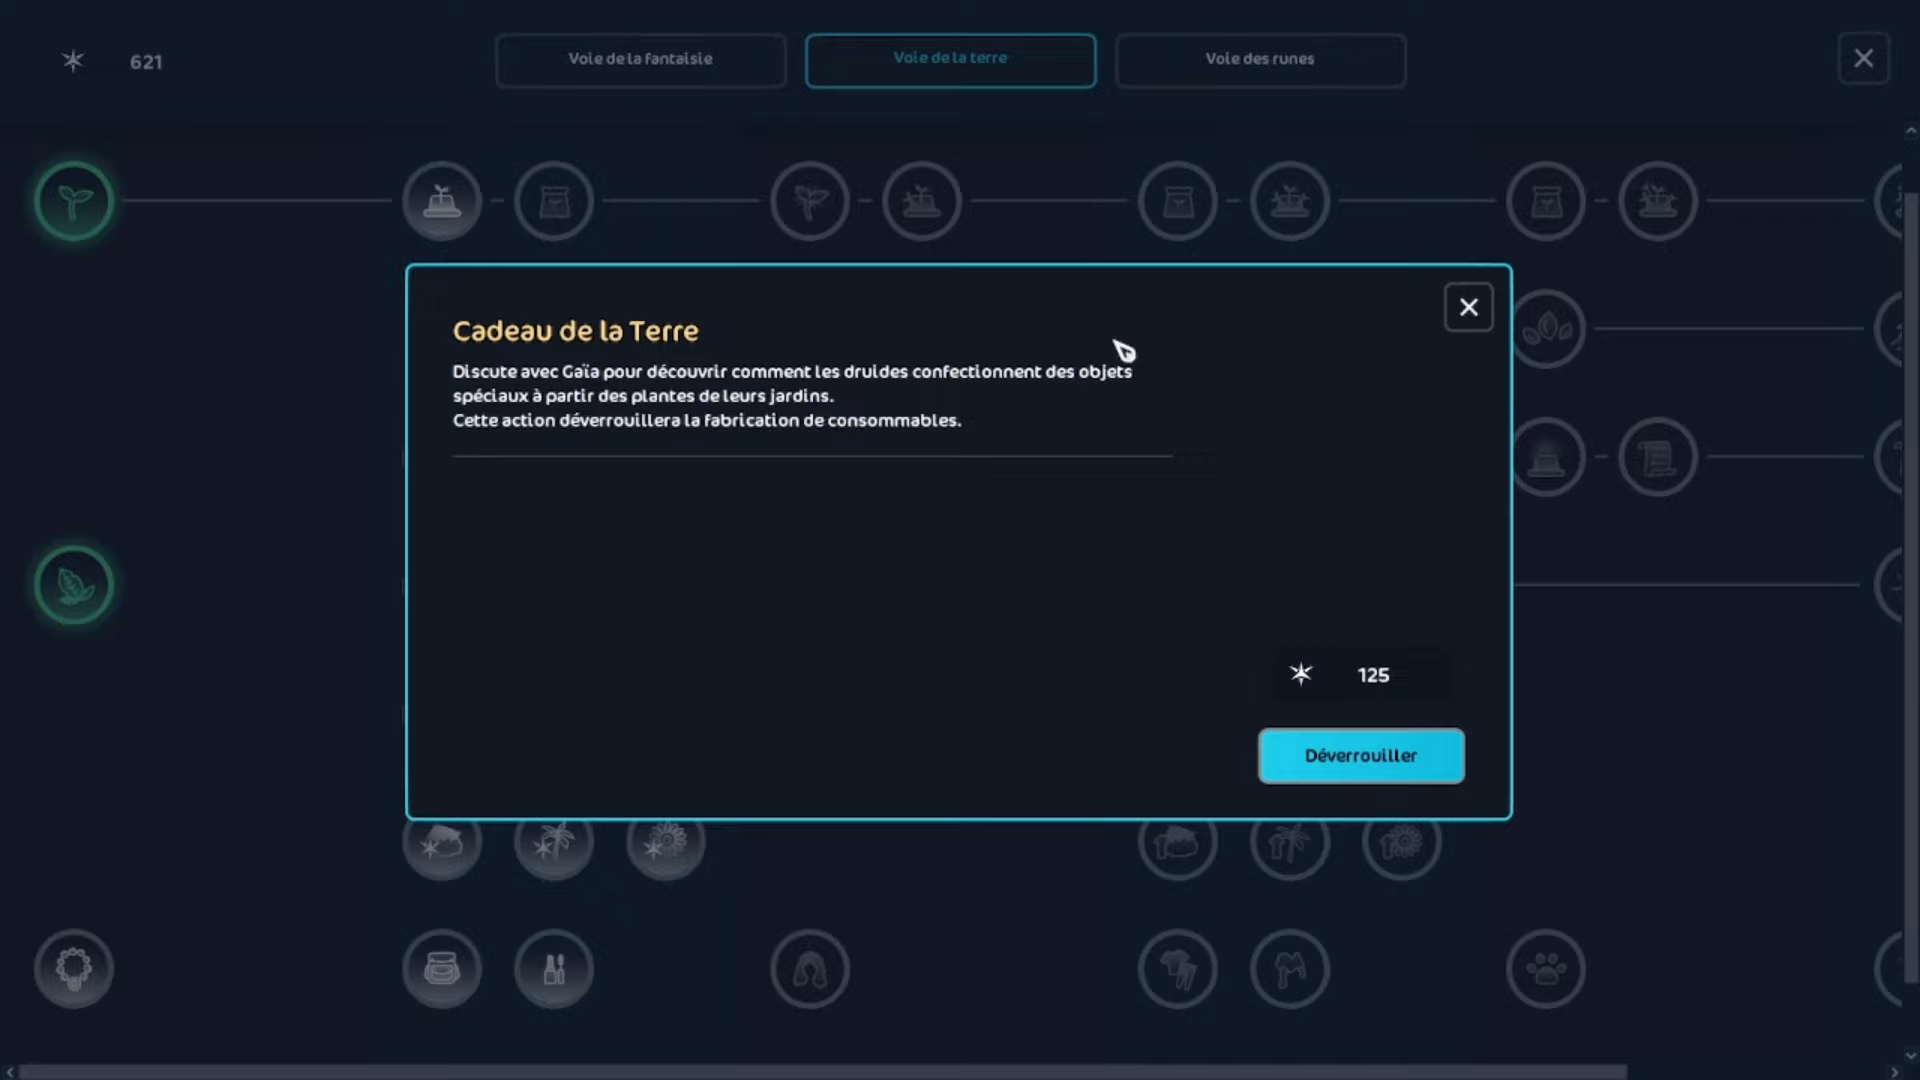 621
Voie de la fantaisie
Voie de la terre
Voie des runes
Cadeau de la Terre
Discute avec Gaïa pour découvrir comment les druides confectionnent des objets
spéciaux à partir des plantes de leurs jardins.
Cette action déverrouillera la fabrication de consommables.
125
Déverrouiller